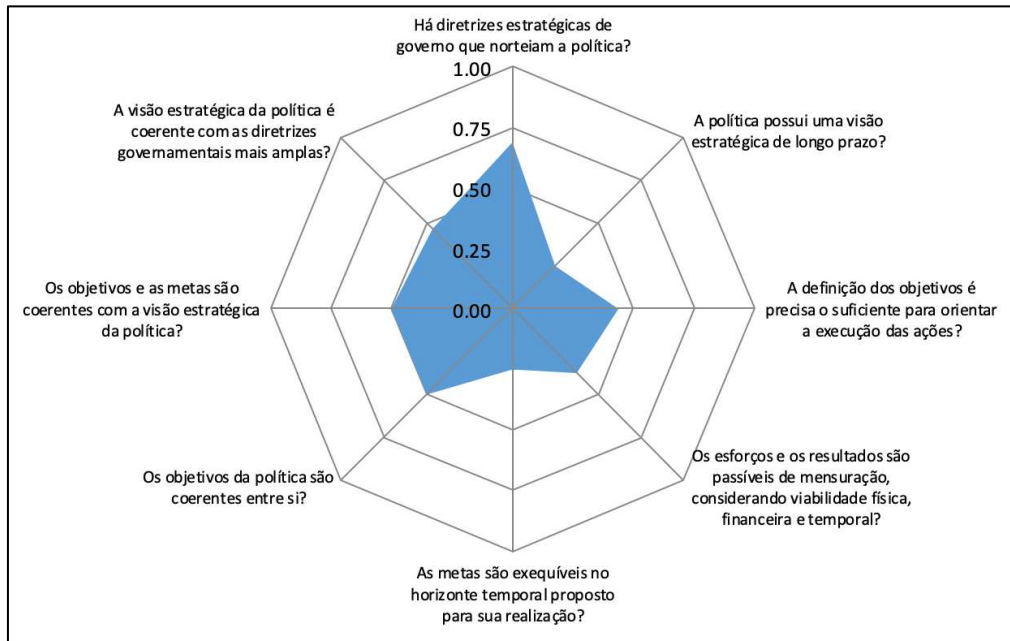 Há diretrizes estratégicas de
governo que norteiam a política?
1.00
A visão estratégica da política é
coerente com as diretrizes
governamentais mais amplas?
A política possui uma visão
estratégica de longo prazo?
0.75
0.50
0.25
0.00
Os objetivos e as metas são
coerentes com a visão estratégica
da política?
A definição dos objetivos é
precisa o suficiente para orientar
a execução das ações?
Os objetivos da política são
coerentes entre si?
Os esforços e os resultados são
passíveis de mensuração,
considerando viabilidade física,
financeira e temporal?
As metas são exequíveis no
horizonte temporal proposto
para sua realização?